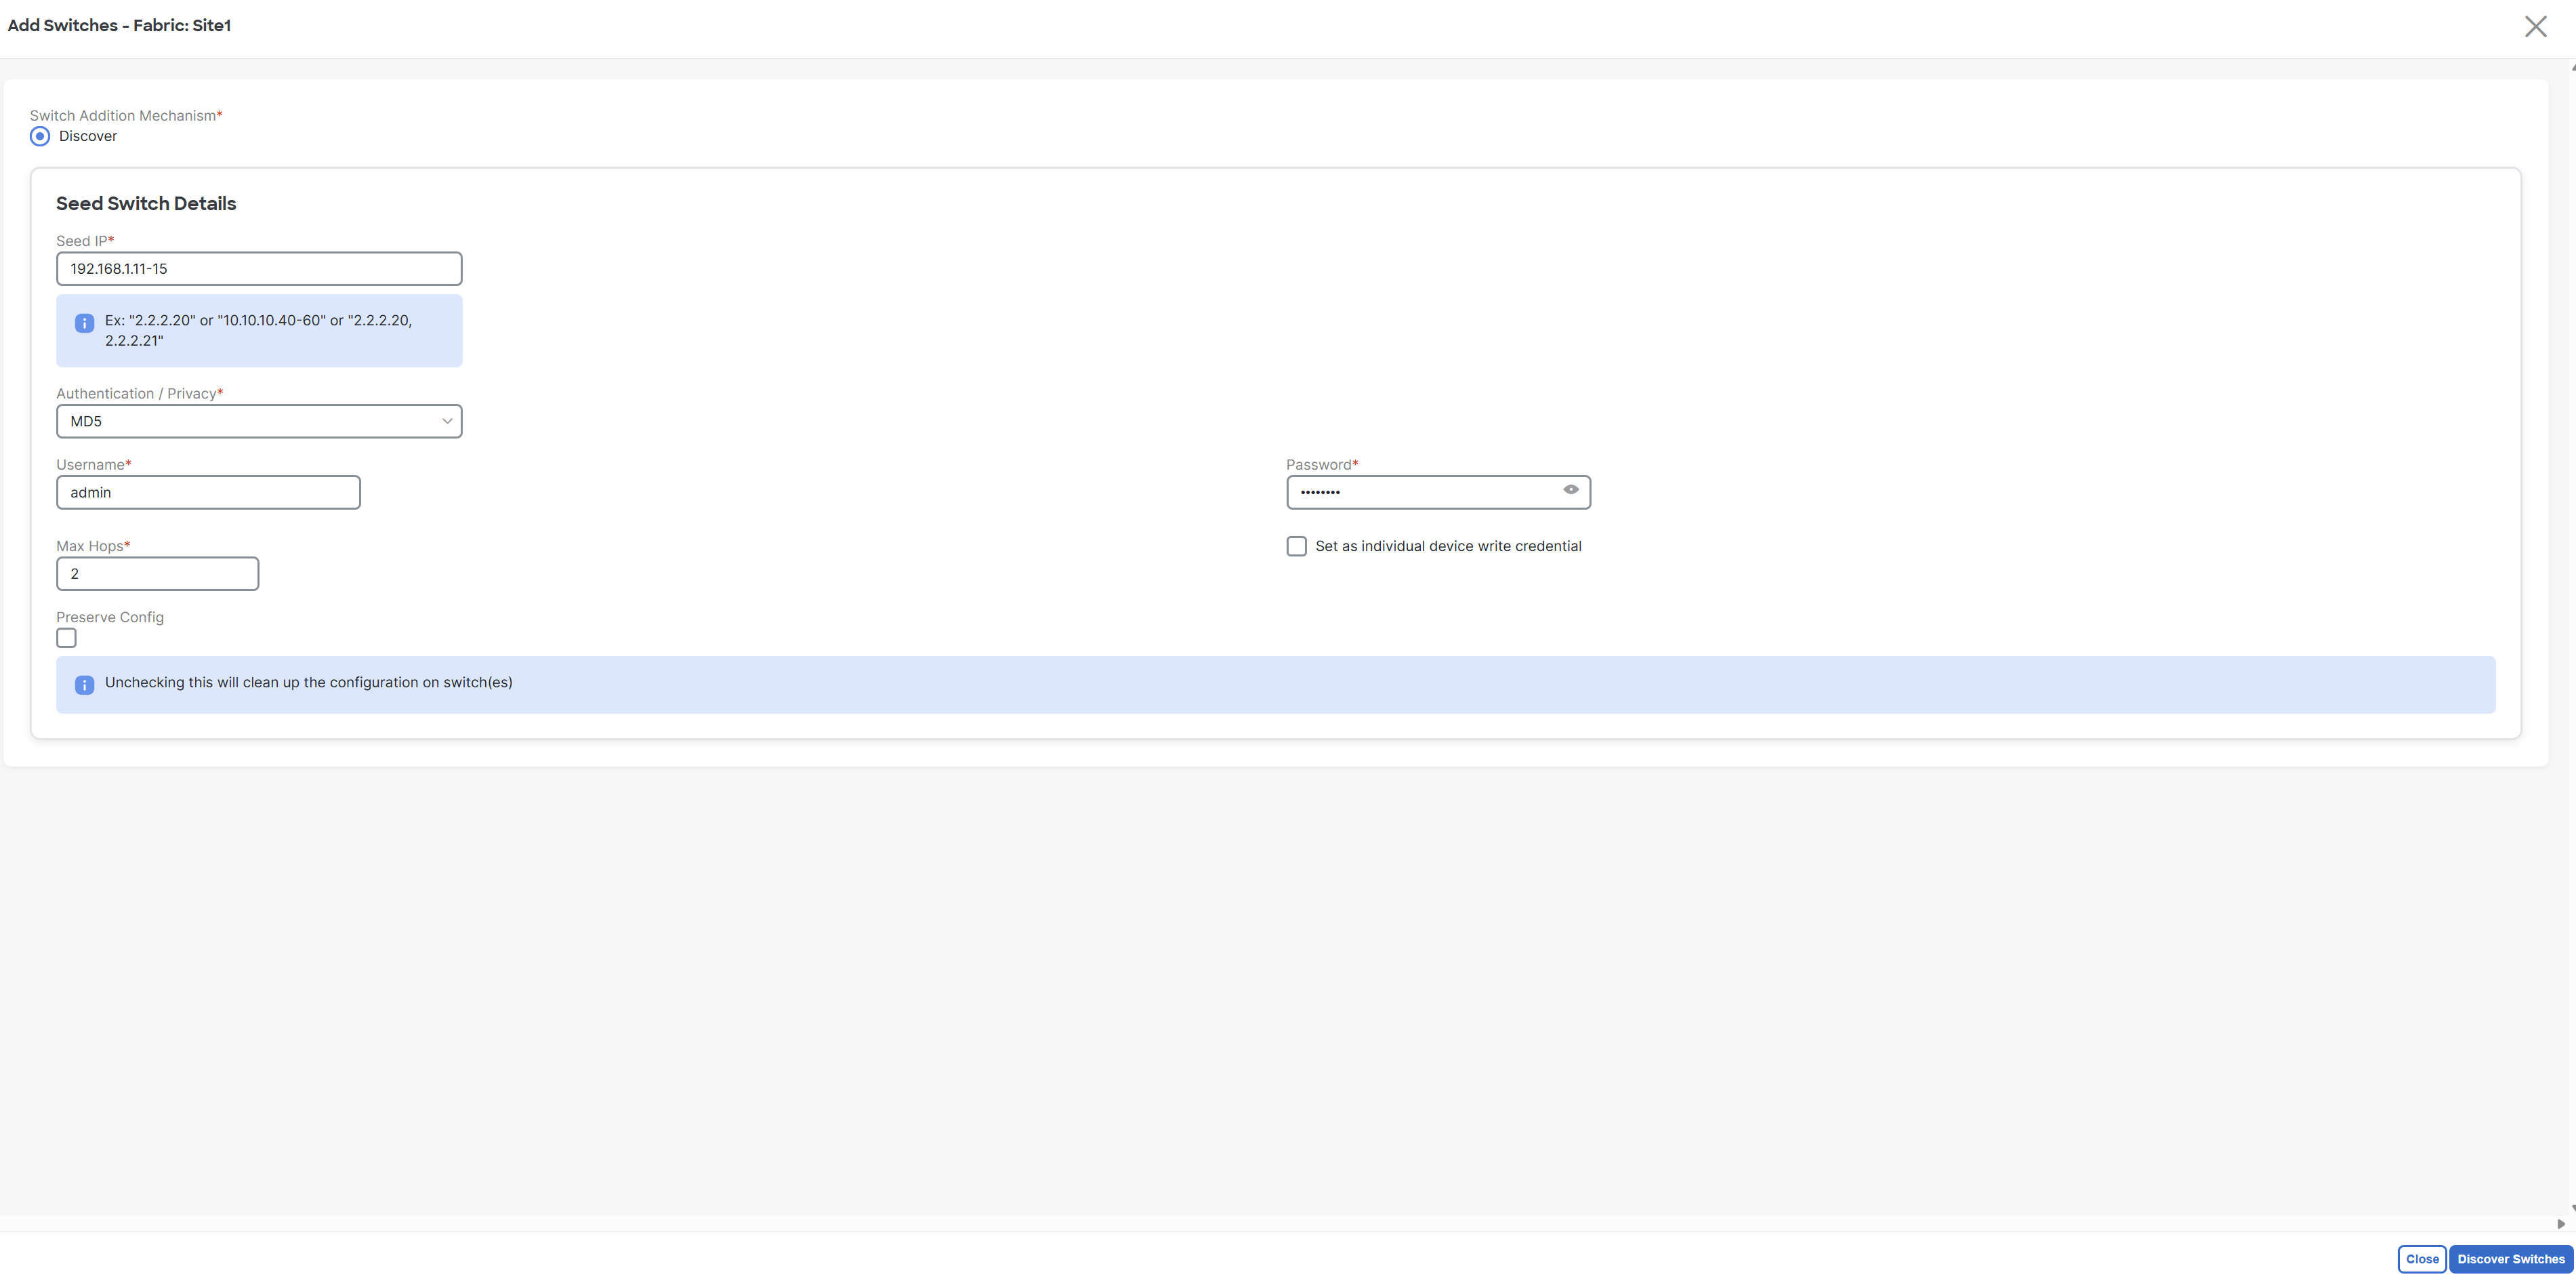 Add Switches - Fabric: Site1
Switch Addition Mechanism*
Discover
Seed Switch Details
Seed IP*
192.168.1.11-15
Ex: "2.2.2.20" or "10.10.10.40-60" or "2.2.2.20,
2.2.2.21"
Authentication / Privacy*
MD5
Username*
admin
Password*
••••••••
Max Hops*
2
Set as individual device write credential
Preserve Config
Unchecking this will clean up the configuration on switch(es)
Close
Discover Switches